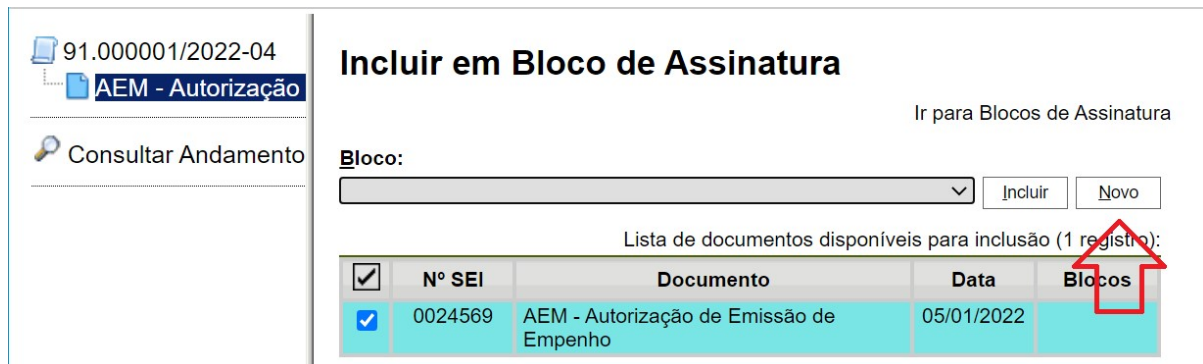 91.000001/2022-04
AEM - Autorização
Consultar Andamento
Incluir em Bloco de Assinatura
Ir para Blocos de Assinatura
Bloco:
Incluir
Novo
Lista de documentos disponíveis para inclusão (1 registro):
Nº SEI Documento Data Blocos
0024569 AEM - Autorização de Emissão de 05/01/2022
Empenho